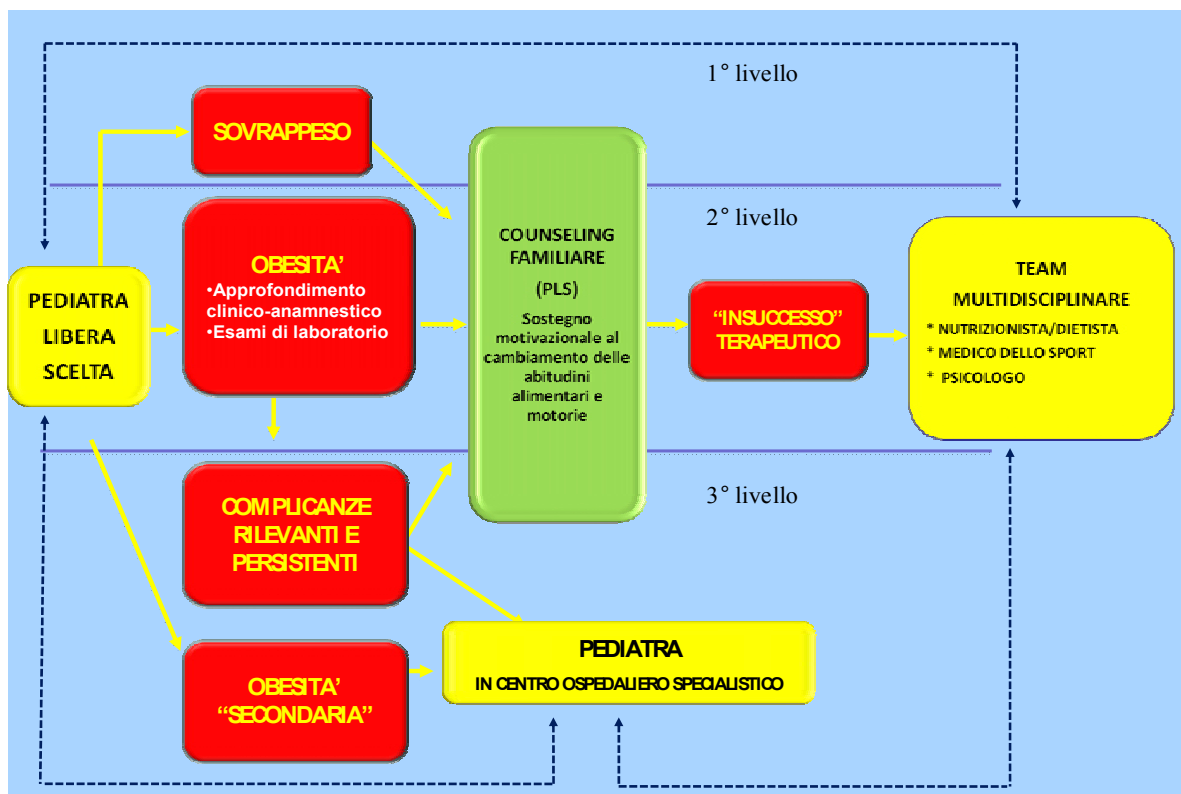 1° livello
SOVRAPPESO
2° livello
PEDIATRA
LIBERA
SCELTA
OBESITA'
•Approfondimento
clinico-anamnestico
•Esami di laboratorio
COUNSELING
FAMILIARE
(PLS)
Sostegno
motivazionale al
cambiamento delle
abitudini
alimentari e
motorie
"INSUCCESSO"
TERAPEUTICO
TEAM
MULTIDISCIPLINARE
* NUTRIZIONISTA/DIETISTA
* MEDICO DELLO SPORT
* PSICOLOGO
3° livello
COMPLICANZE
RILEVANTI E
PERSISTENTI
OBESITA'
"SECONDARIA"
PEDIATRA
IN CENTRO OSPEDALIERO SPECIALISTICO